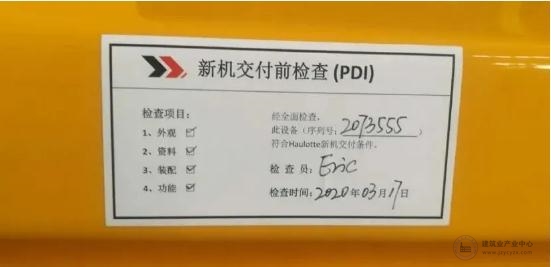 新机交付前检查(PDI)
检查项目:
1、外观 ☑
2、资料 ☑
3、装配 ☑
4、功能 ☑
经全面检查,
此设备(序列号:2073555)
符合Haulotte新机交付条件。
检 查 员: Eric
检查时间:2020年03月17日
建筑业产业中心